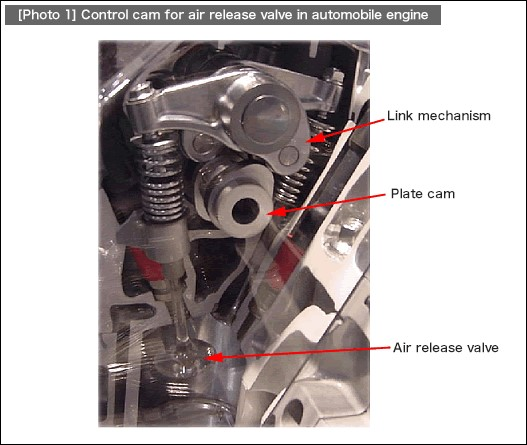 [Photo 1] Control cam for air release valve in automobile engine
Link mechanism
Plate cam
Air release valve